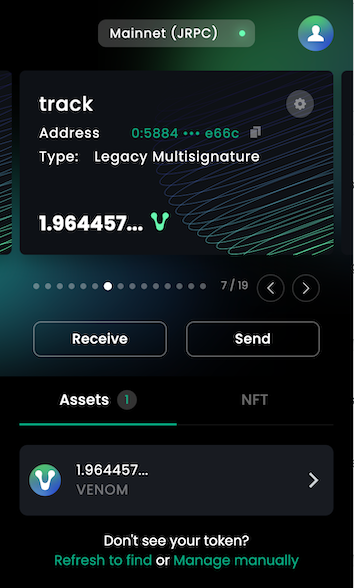 Mainnet (JRPC)
track
Address 0:5884 ••• e66c
Type: Legacy Multisignature
1.964457...
7 / 19
Receive Send
Assets 1 NFT
1.964457...
VENOM
Don't see your token?
Refresh to find or Manage manually